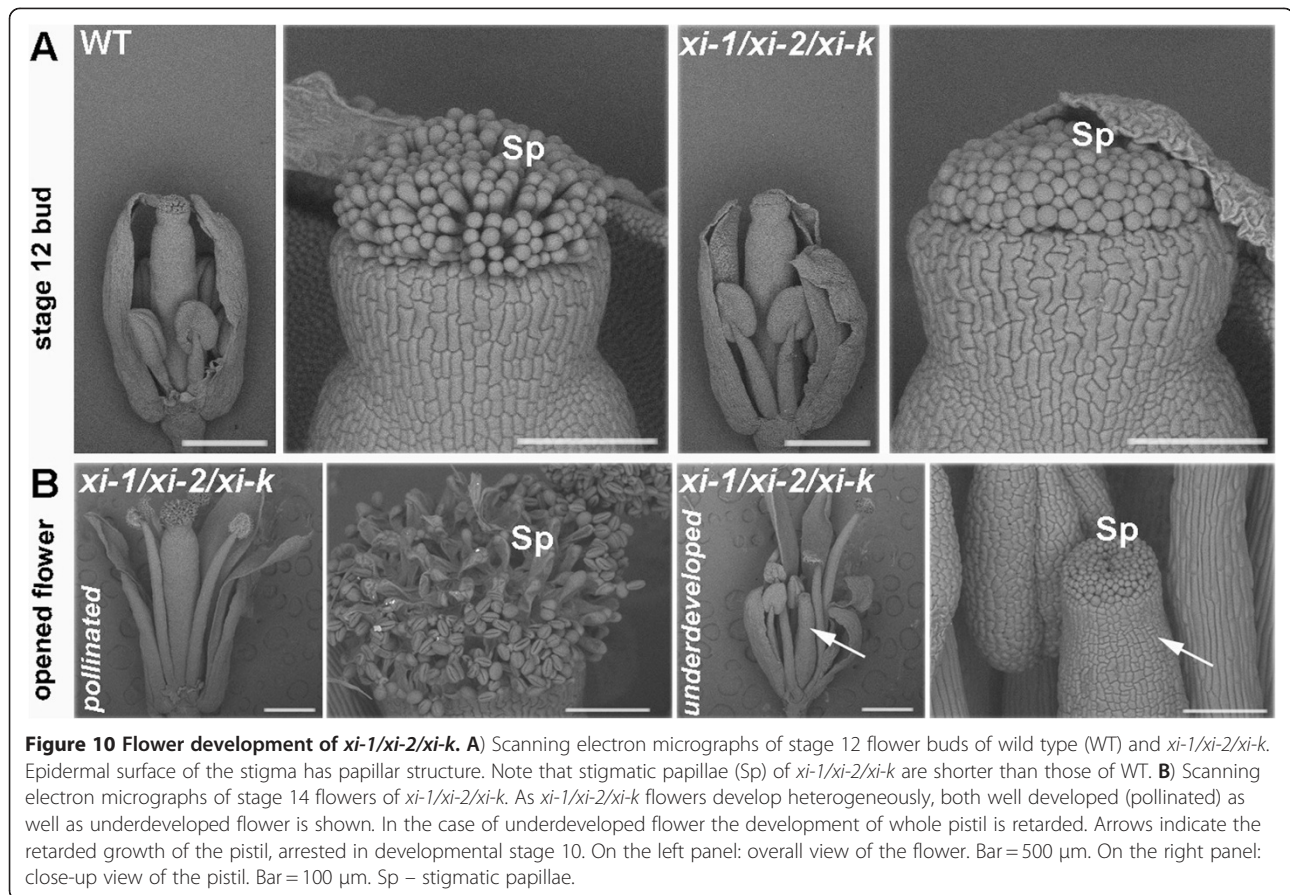 A WT Sp xi-1/xi-2/xi-k Sp
stage 12 bud
B xi-1/xi-2/xi-k Sp xi-1/xi-2/xi-k Sp
opened flower
pollinated
underdeveloped
Figure 10 Flower development of xi-1/xi-2/xi-k. A) Scanning electron micrographs of stage 12 flower buds of wild type (WT) and xi-1/xi-2/xi-k.
Epidermal surface of the stigma has papillar structure. Note that stigmatic papillae (Sp) of xi-1/xi-2/xi-k are shorter than those of WT. B) Scanning
electron micrographs of stage 14 flowers of xi-1/xi-2/xi-k. As xi-1/xi-2/xi-k flowers develop heterogeneously, both well developed (pollinated) as
well as underdeveloped flower is shown. In the case of underdeveloped flower the development of whole pistil is retarded. Arrows indicate the
retarded growth of the pistil, arrested in developmental stage 10. On the left panel: overall view of the flower. Bar = 500 μm. On the right panel:
close-up view of the pistil. Bar = 100 μm. Sp – stigmatic papillae.